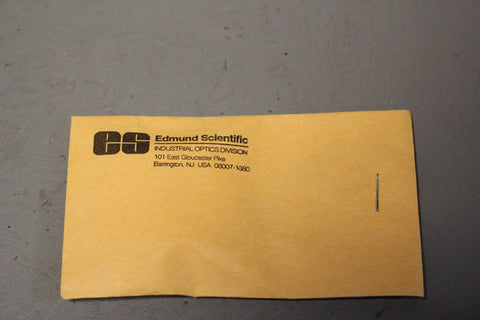 es Edmund Scientific
INDUSTRIAL OPTICS DIVISION
101 East Gloucester Pike
Barrington, NJ USA 08007-1380